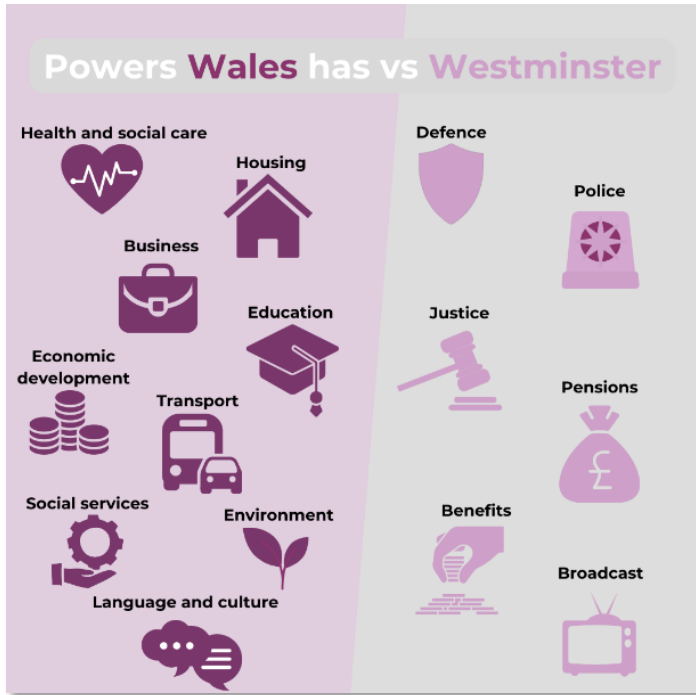 Powers Wales has vs Westminster
Health and social care
Housing
Business
Education
Economic
development
Transport
Social services
Environment
Language and culture
Defence
Police
Justice
Pensions
£
Benefits
Broadcast